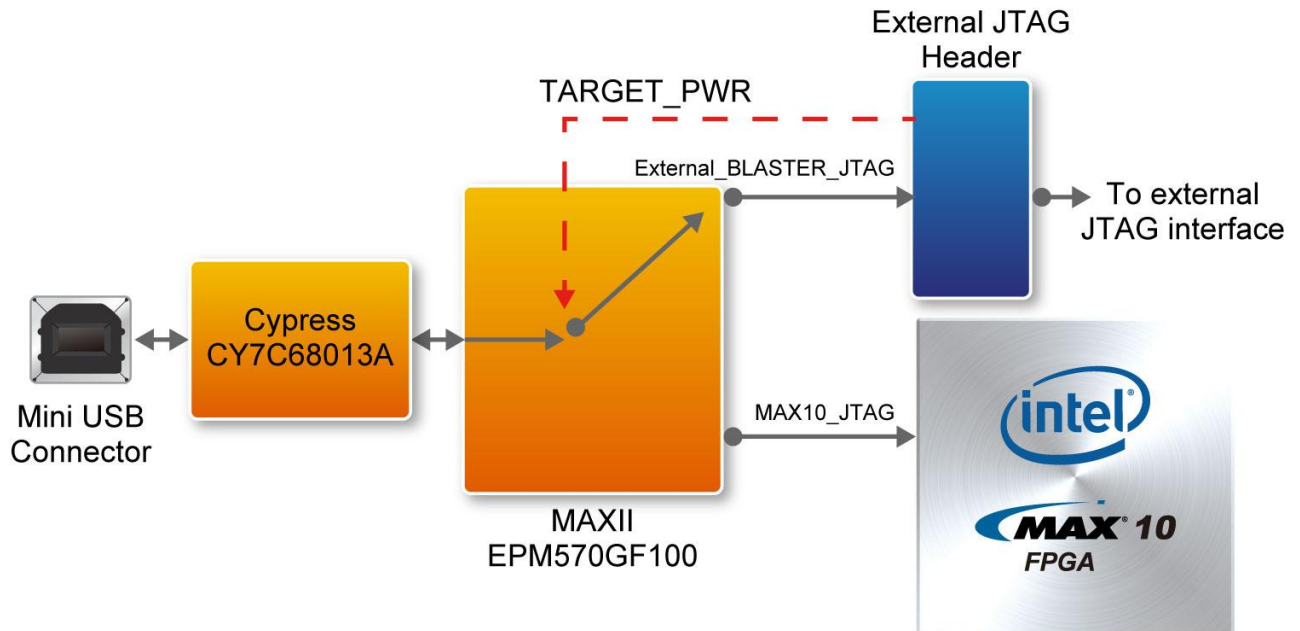 External JTAG
Header
TARGET_PWR
External_BLASTER_JTAG
To external
JTAG interface
Cypress
CY7C68013A
Mini USB
Connector
MAX10_JTAG
MAXII
EPM570GF100
intel®
MAX® 10
FPGA